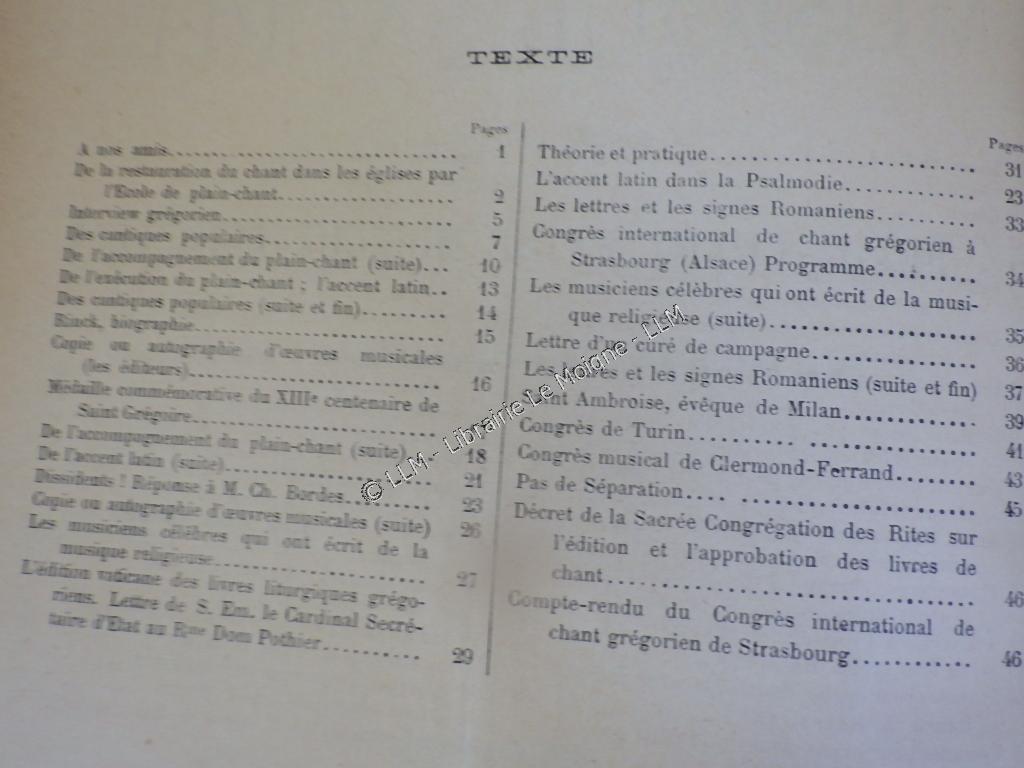 TEXTE
Pages
A nos amis................................ 1
De la restauration du chant dans les églises par
l'Ecole de plain-chant.................... 2
Interview grégorien.......................... 5
Des cantiques populaires..................... 7
De l'accompagnement du plain-chant (suite)... 10
De l'exécution du plain-chant ; l'accent latin.. 13
Des cantiques populaires (suite et fin)......... 14
Rinck, biographie............................ 15
Copie ou autographie d'œuvres musicales
(les éditeurs)............................ 16
Médaille commémorative du XIIIe centenaire de
Saint Grégoire............................
De l'accompagnement du plain-chant (suite).. 18
De l'accent latin (suite)...................... 21
Dissidents ! Réponse à M. Ch. Bordes......... 23
Copie ou autographie d'œuvres musicales (suite) 26
Les musiciens célèbres qui ont écrit de la
musique religieuse........................ 27
L'édition vaticane des livres liturgiques grégo-
riens. Lettre de S. Em. le Cardinal Secré-
taire d'Etat au Rme Dom Pothier.......... 29
Pages
Théorie et pratique.......................... 31
L'accent latin dans la Psalmodie.............. 23
Les lettres et les signes Romaniens.......... 33
Congrès international de chant grégorien à
Strasbourg (Alsace) Programme.......... 34
Les musiciens célèbres qui ont écrit de la musi-
que religieuse (suite)..................... 35
Lettre d'un curé de campagne................ 36
Les lettres et les signes Romaniens (suite et fin) 37
Saint Ambroise, évêque de Milan............. 39
Congrès de Turin.......... ................. 41
Congrès musical de Clermond-Ferrand........ 43
Pas de Séparation.... ...................... 45
Décret de la Sacrée Congrégation des Rites sur
l'édition et l'approbation des livres de
chant.................................... 46
Compte-rendu du Congrès international de
chant grégorien de Strasbourg............ 46
© LLM - Librairie Le Moigne - LLM